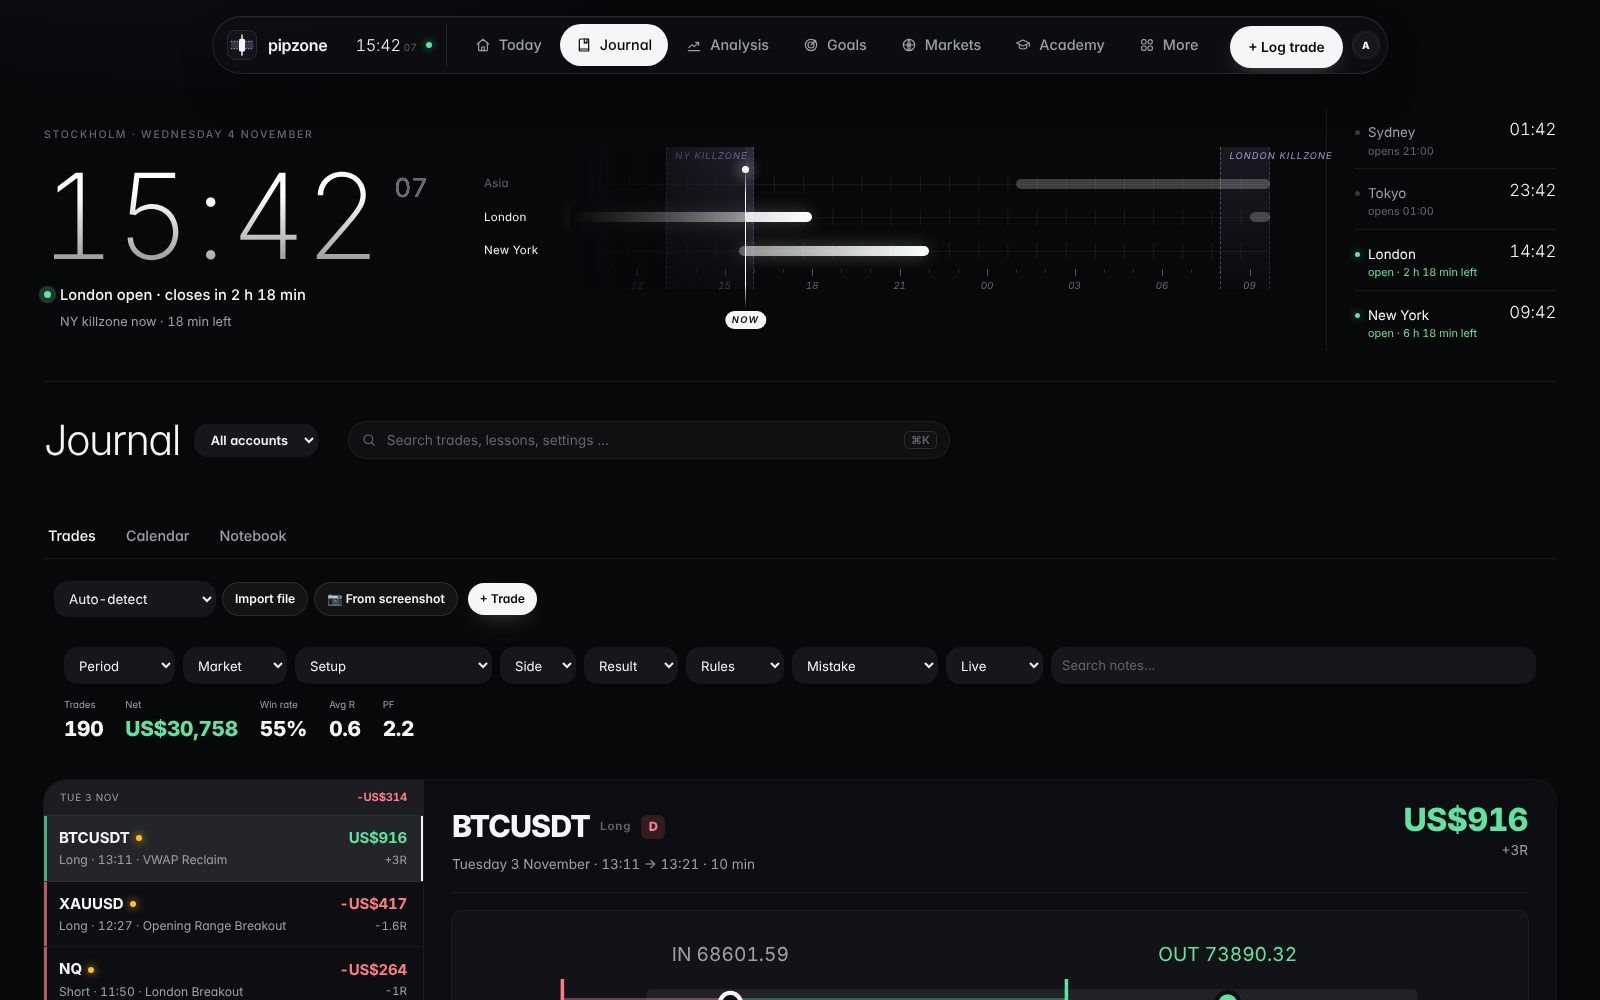 pipzone 15:42 07 Today Journal Analysis Goals Markets Academy More + Log trade A
STOCKHOLM · WEDNESDAY 4 NOVEMBER
15:42 07
London open · closes in 2 h 18 min
NY killzone now · 18 min left
NY KILLZONE LONDON KILLZONE
Asia
London
New York
12 15 18 21 00 03 06 09
NOW
Sydney 01:42
opens 21:00
Tokyo 23:42
opens 01:00
London 14:42
open · 2 h 18 min left
New York 09:42
open · 6 h 18 min left
Journal All accounts Search trades, lessons, settings ... ⌘K
Trades Calendar Notebook
Auto-detect Import file 📷 From screenshot + Trade
Period Market Setup Side Result Rules Mistake Live Search notes...
Trades Net Win rate Avg R PF
190 US$30,758 55% 0.6 2.2
TUE 3 NOV -US$314
BTCUSDT US$916
Long · 13:11 · VWAP Reclaim +3R
XAUUSD -US$417
Long · 12:27 · Opening Range Breakout -1.6R
NQ -US$264
Short · 11:50 · London Breakout -1R
BTCUSDT Long D US$916
+3R
Tuesday 3 November · 13:11 → 13:21 · 10 min
IN 68601.59 OUT 73890.32